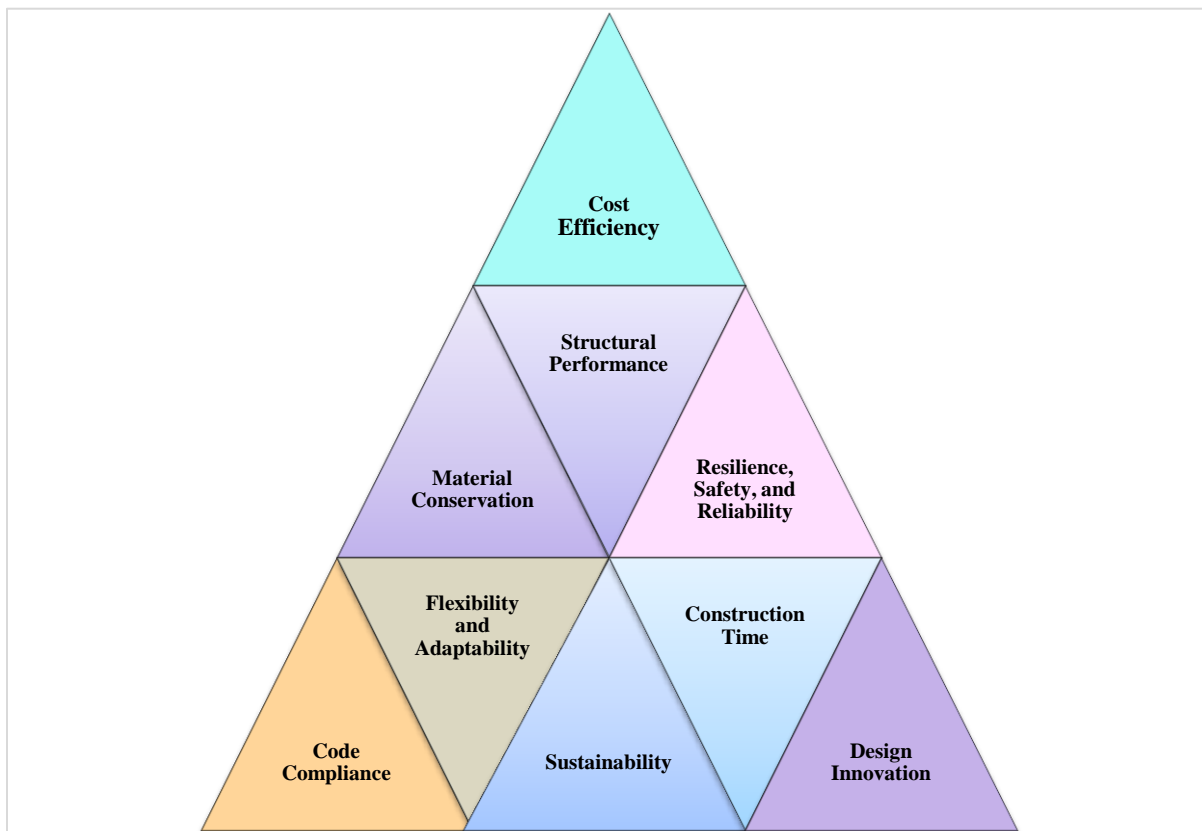 Cost
Efficiency
Structural
Performance
Material
Conservation
Resilience,
Safety, and
Reliability
Flexibility
and
Adaptability
Construction
Time
Code
Compliance
Sustainability
Design
Innovation